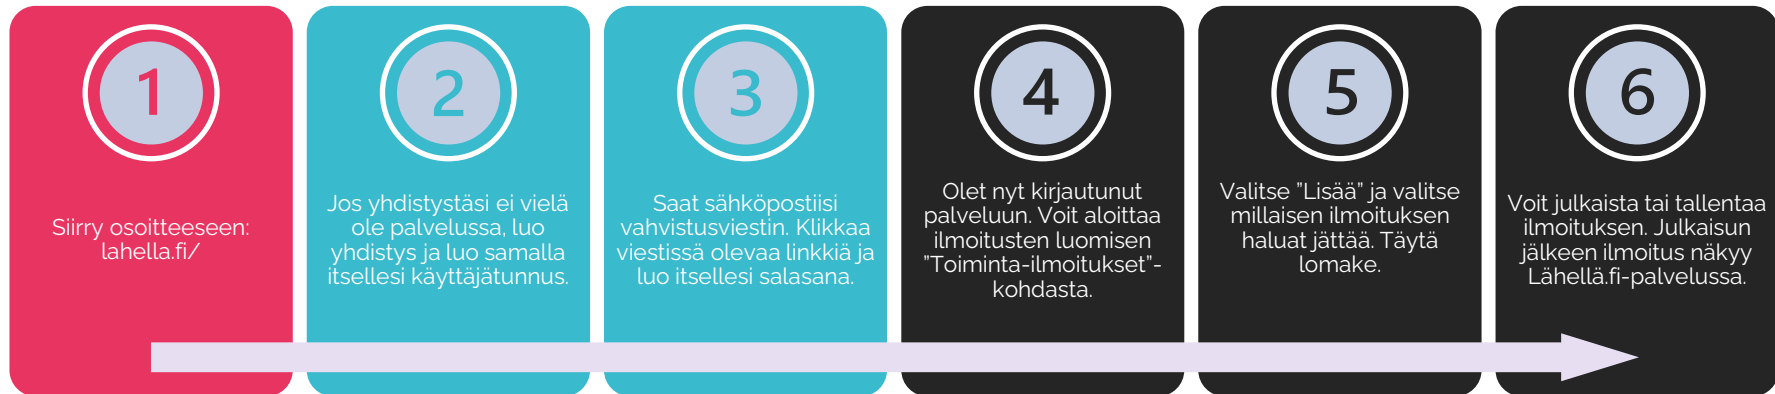 1
Siirry osoitteeseen:
lahella.fi/
2
Jos yhdistystäsi ei vielä
ole palvelussa, luo
yhdistys ja luo samalla
itsellesi käyttäjätunnus.
3
Saat sähköpostiisi
vahvistusviestin. Klikkaa
viestissä olevaa linkkiä ja
luo itsellesi salasana.
4
Olet nyt kirjautunut
palveluun. Voit aloittaa
ilmoitusten luomisen
”Toiminta-ilmoitukset”-
kohdasta.
5
Valitse ”Lisää” ja valitse
millaisen ilmoituksen
haluat jättää. Täytä
lomake.
6
Voit julkaista tai tallentaa
ilmoituksen. Julkaisun
jälkeen ilmoitus näkyy
Lähellä.fi-palvelussa.